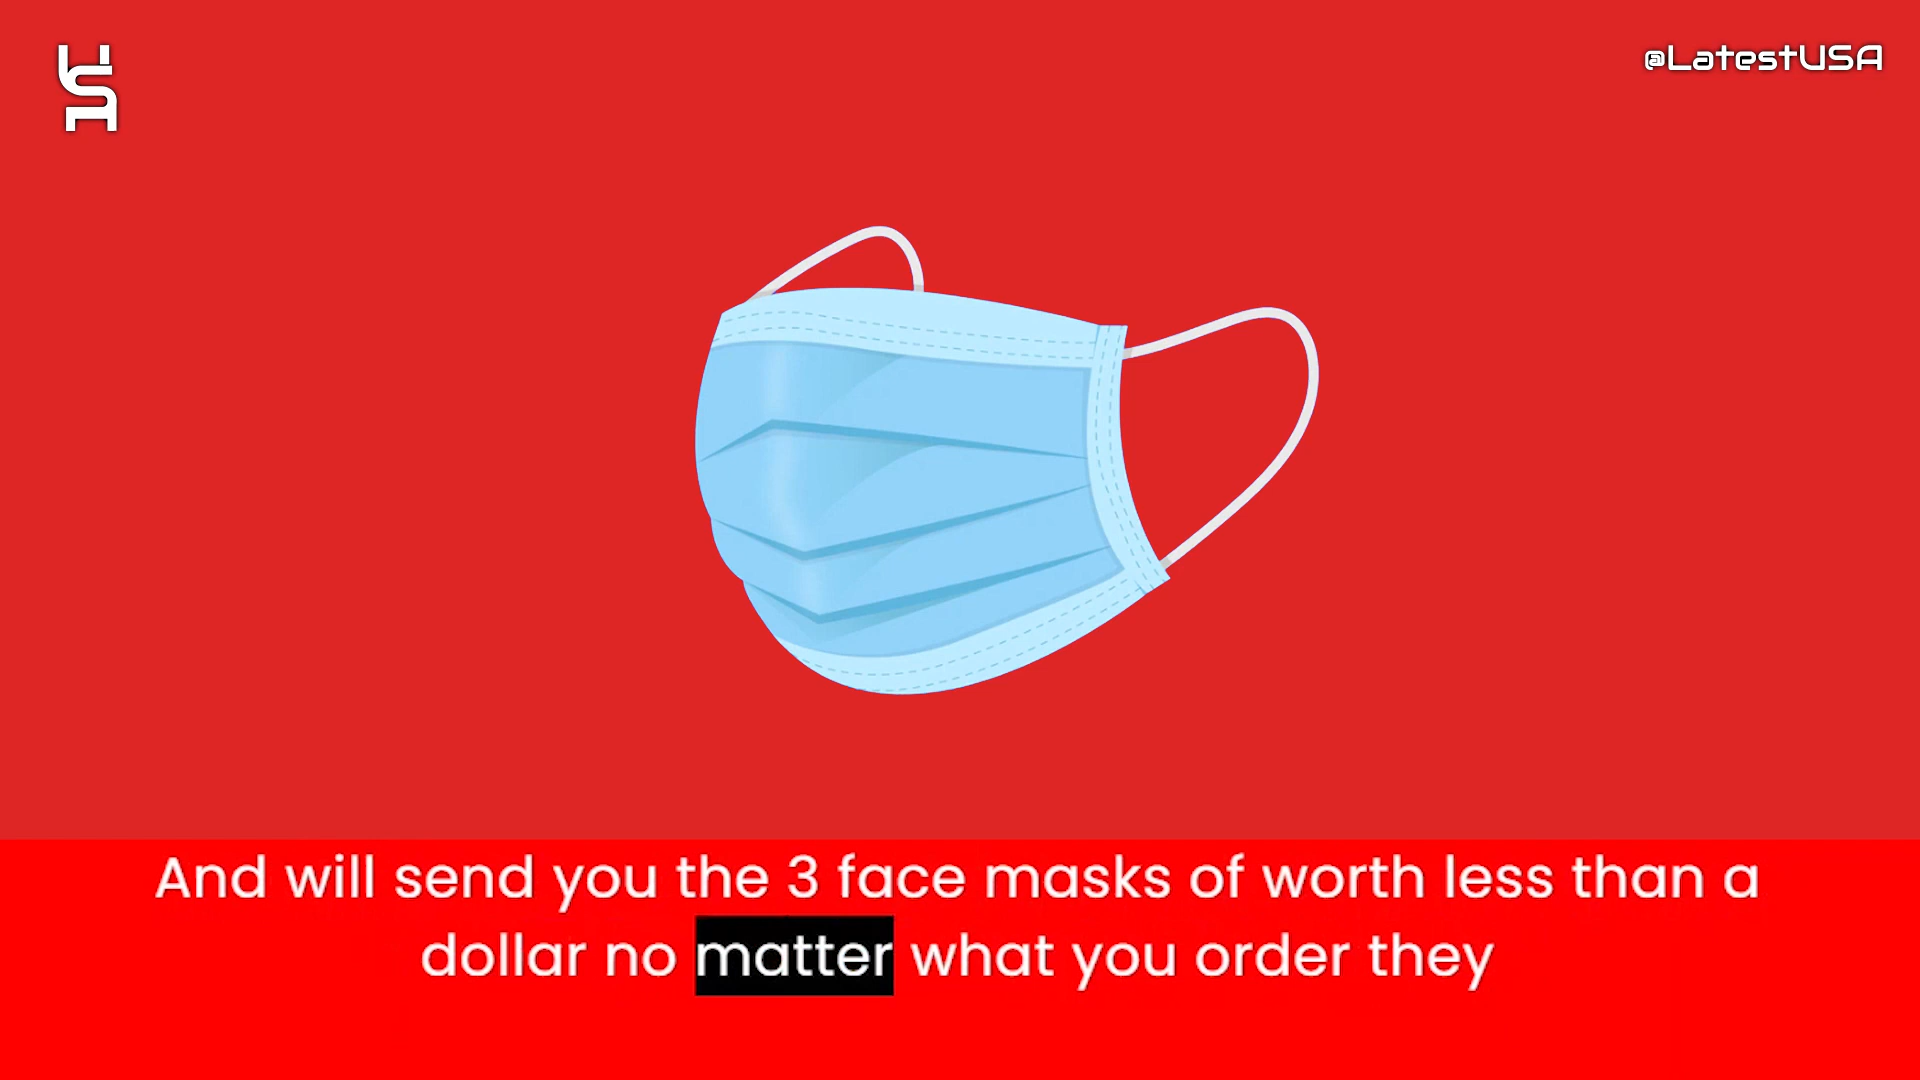 USA
@LatestUSA
And will send you the 3 face masks of worth less than a
dollar no matter what you order they